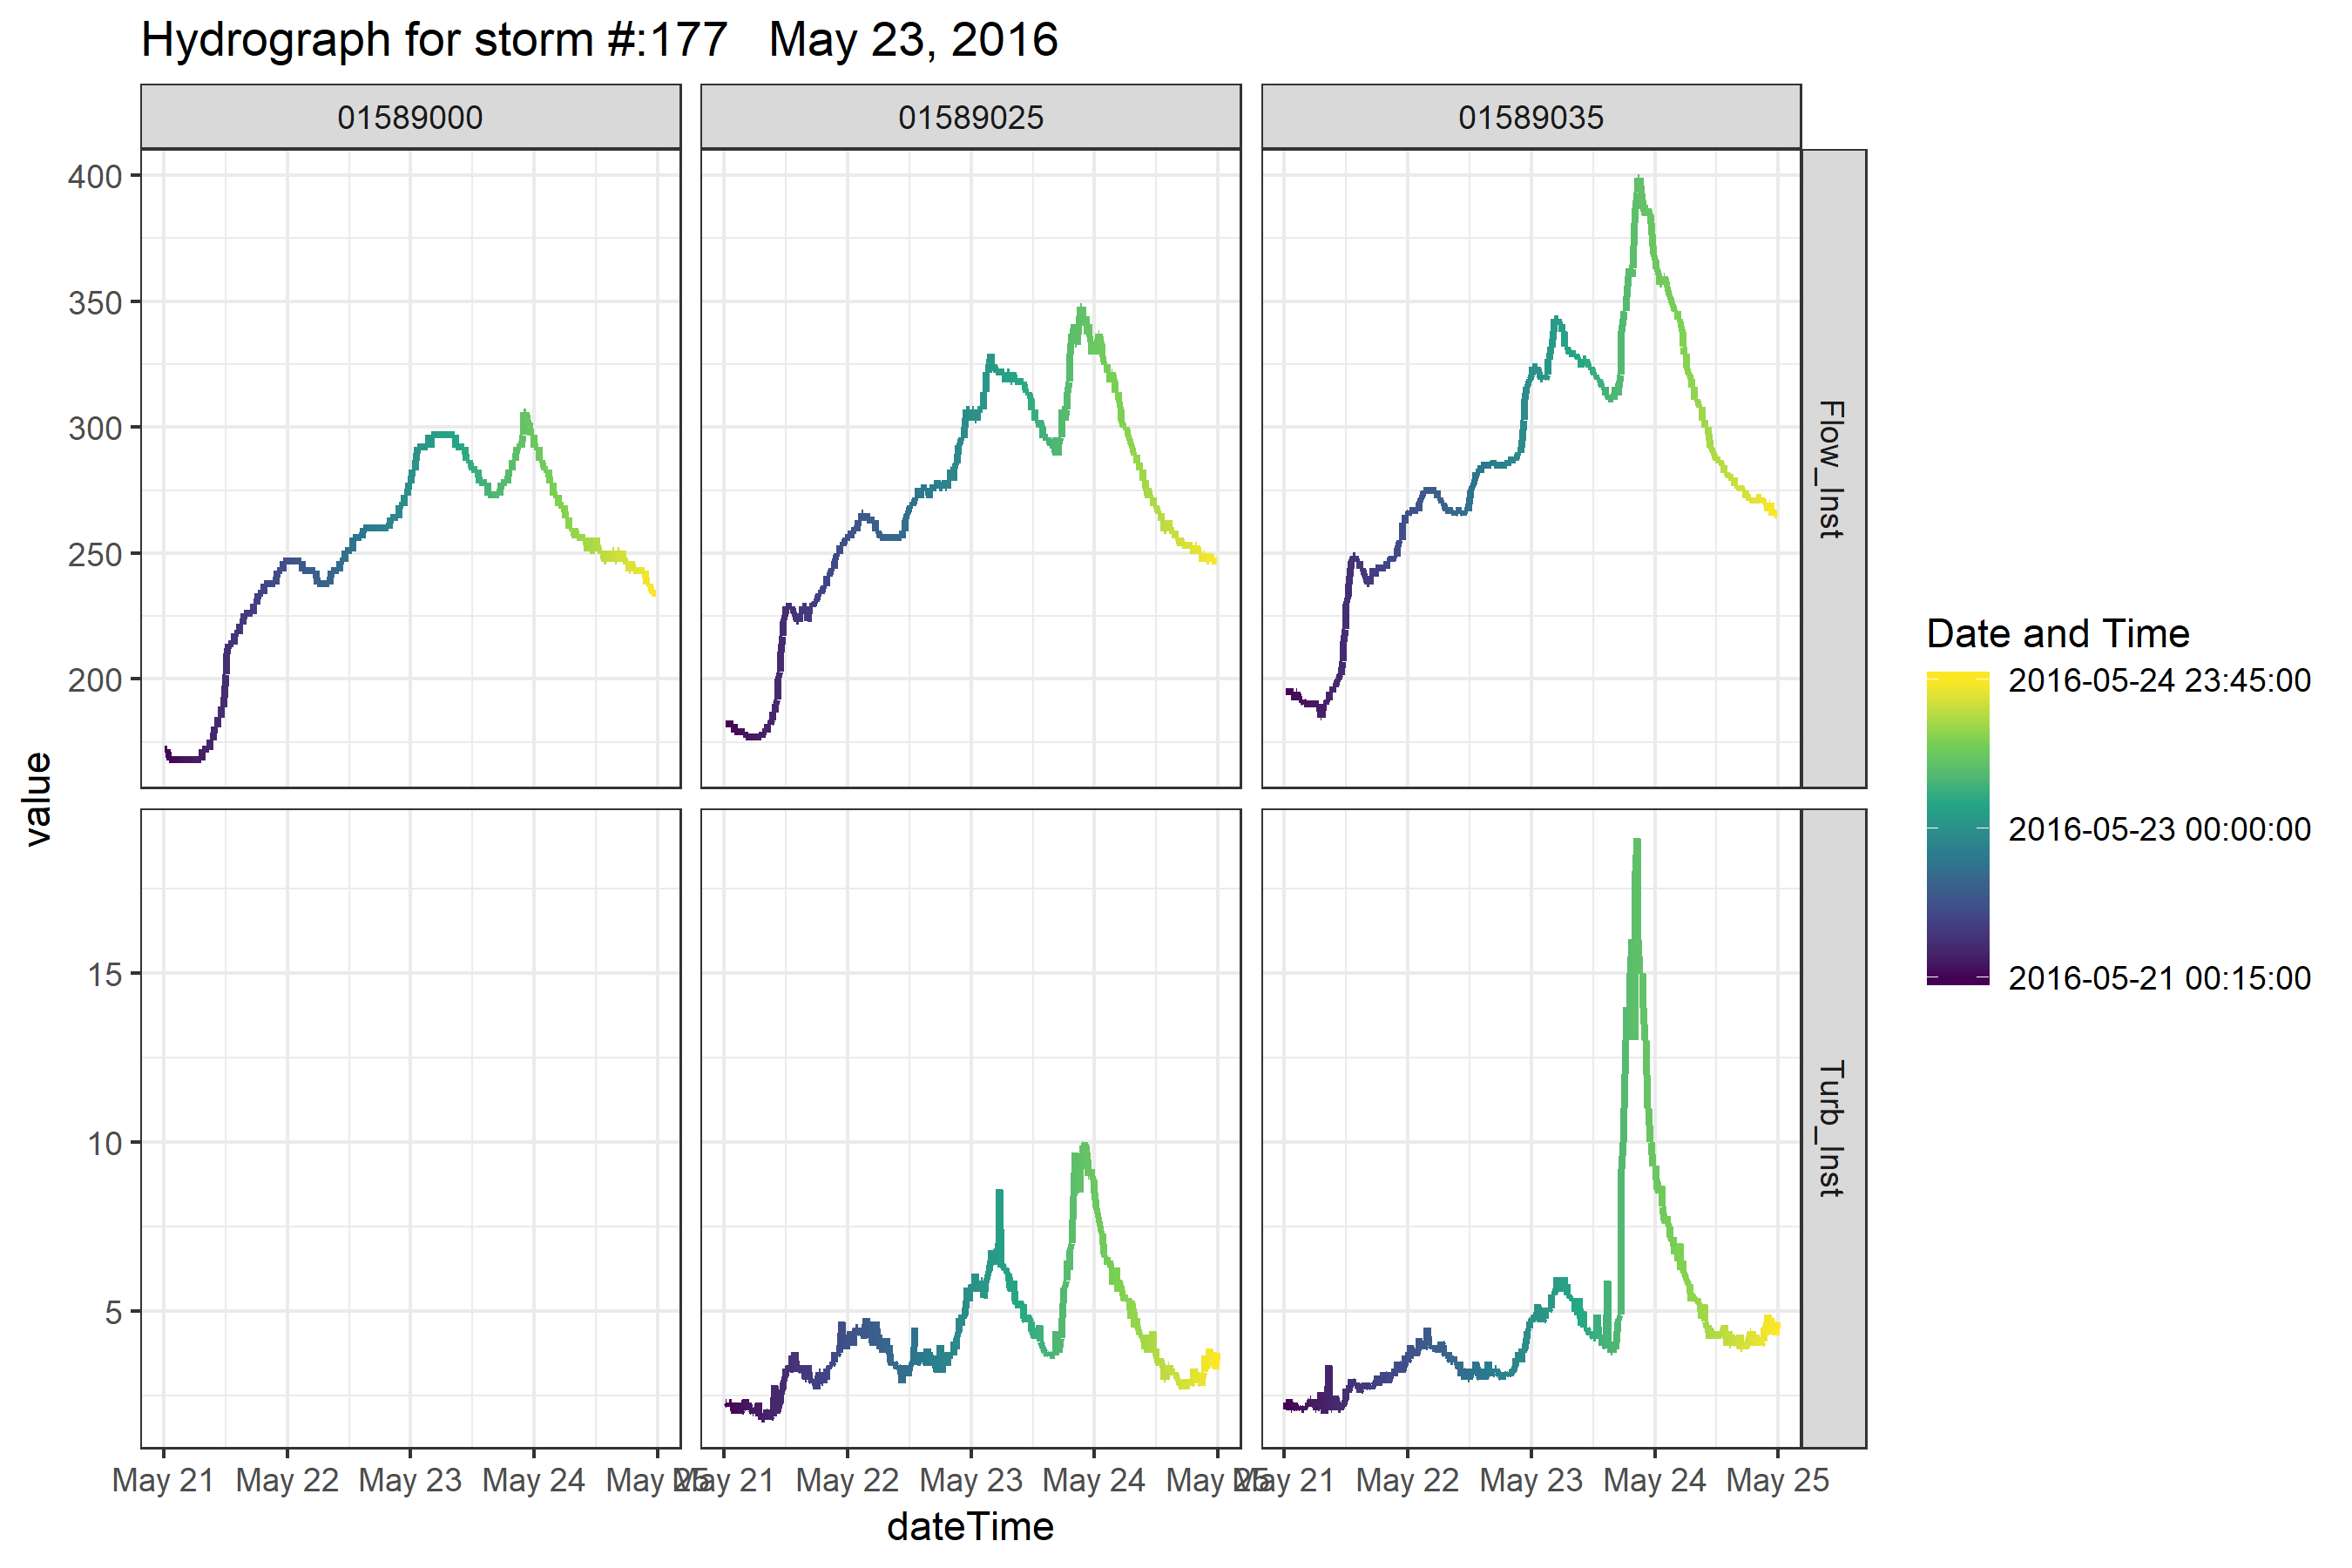 Hydrograph for storm #:177   May 23, 2016
01589000
01589025
01589035
400
350
300
250
200
Flow_Inst
15
10
5
Turb_Inst
value
May 21 May 22 May 23 May 24 May 25
May 21 May 22 May 23 May 24 May 25
May 21 May 22 May 23 May 24 May 25
dateTime
Date and Time
2016-05-24 23:45:00
2016-05-23 00:00:00
2016-05-21 00:15:00